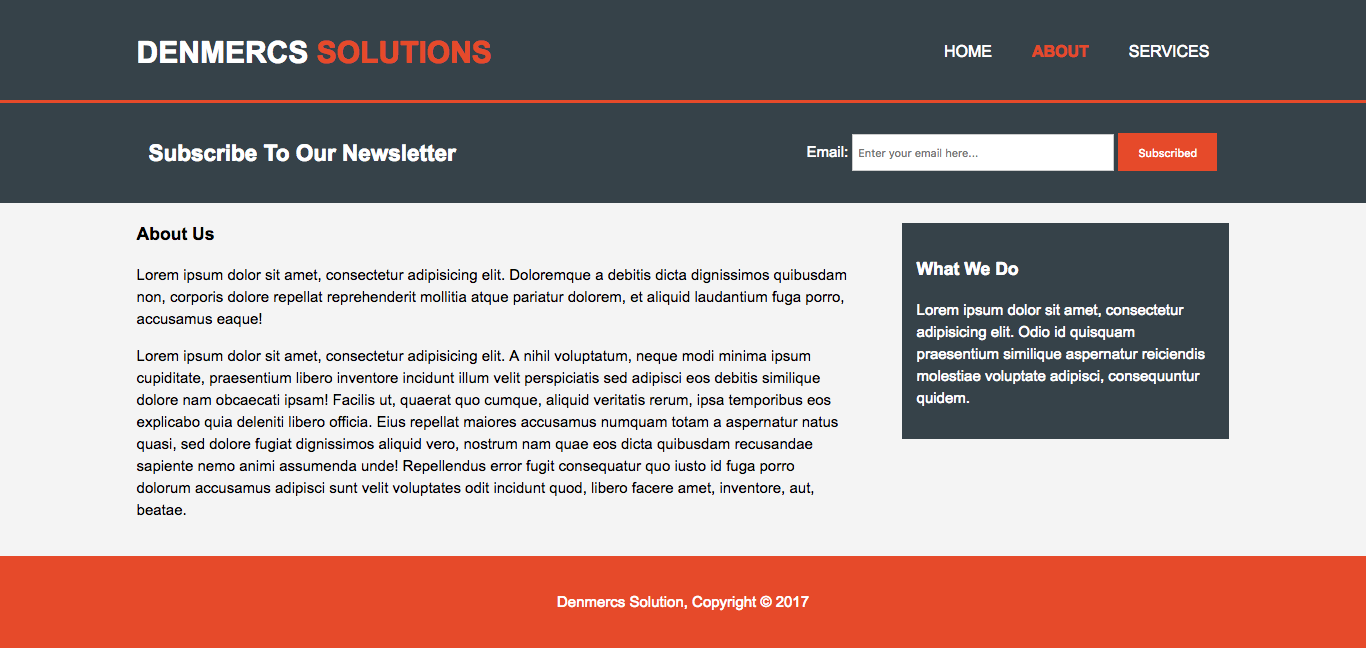 DENMERCS SOLUTIONS
HOME ABOUT SERVICES
Subscribe To Our Newsletter
Email: Enter your email here... Subscribed
About Us
Lorem ipsum dolor sit amet, consectetur adipisicing elit. Doloremque a debitis dicta dignissimos quibusdam
non, corporis dolore repellat reprehenderit mollitia atque pariatur dolorem, et aliquid laudantium fuga porro,
accusamus eaque!
Lorem ipsum dolor sit amet, consectetur adipisicing elit. A nihil voluptatum, neque modi minima ipsum
cupiditate, praesentium libero inventore incidunt illum velit perspiciatis sed adipisci eos debitis similique
dolore nam obcaecati ipsam! Facilis ut, quaerat quo cumque, aliquid veritatis rerum, ipsa temporibus eos
explicabo quia deleniti libero officia. Eius repellat maiores accusamus numquam totam a aspernatur natus
quasi, sed dolore fugiat dignissimos aliquid vero, nostrum nam quae eos dicta quibusdam recusandae
sapiente nemo animi assumenda unde! Repellendus error fugit consequatur quo iusto id fuga porro
dolorum accusamus adipisci sunt velit voluptates odit incidunt quod, libero facere amet, inventore, aut,
beatae.
What We Do
Lorem ipsum dolor sit amet, consectetur
adipisicing elit. Odio id quisquam
praesentium similique aspernatur reiciendis
molestiae voluptate adipisci, consequuntur
quidem.
Denmercs Solution, Copyright © 2017